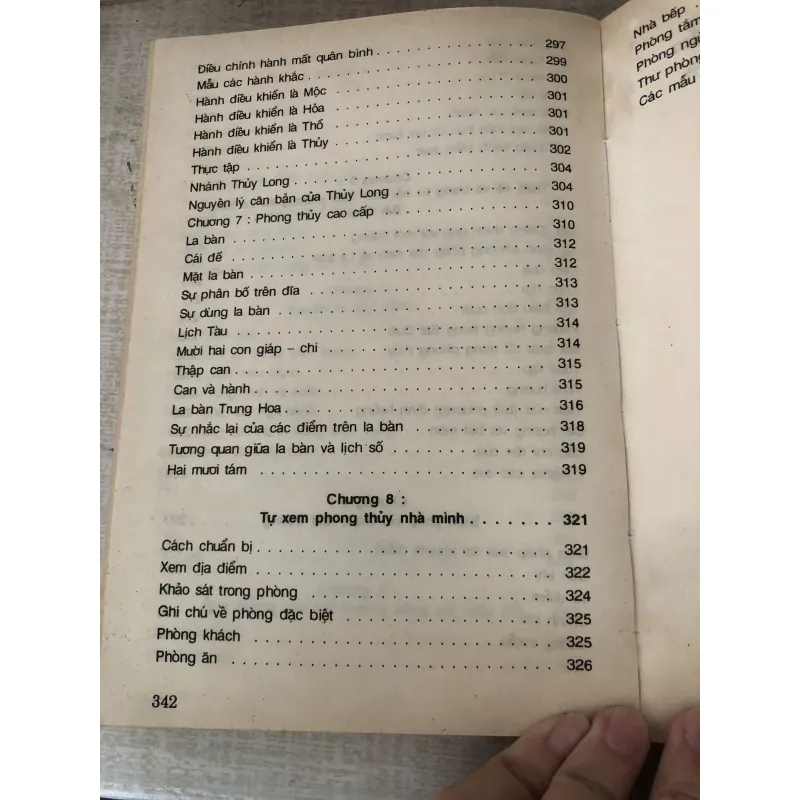 Điều chỉnh hành mất quân bình . . . . . . . . . . . . . . . . . 297
Mẫu các hành khắc . . . . . . . . . . . . . . . . . . . . . . . 299
Hành điều khiển là Mộc . . . . . . . . . . . . . . . . . . . . . 300
Hành điều khiển là Hỏa . . . . . . . . . . . . . . . . . . . . . 301
Hành điều khiển là Thổ . . . . . . . . . . . . . . . . . . . . . 301
Hành điều khiển là Thủy . . . . . . . . . . . . . . . . . . . . . 301
Thực tập . . . . . . . . . . . . . . . . . . . . . . . . . . . . 302
Nhánh Thủy Long . . . . . . . . . . . . . . . . . . . . . . . . 304
Nguyên lý căn bản của Thủy Long . . . . . . . . . . . . . . . . 304
Chương 7 : Phong thủy cao cấp . . . . . . . . . . . . . . . . . 310
La bàn . . . . . . . . . . . . . . . . . . . . . . . . . . . . . 310
Cái đế . . . . . . . . . . . . . . . . . . . . . . . . . . . . . 312
Mặt la bàn . . . . . . . . . . . . . . . . . . . . . . . . . . . 312
Sự phân bố trên đĩa . . . . . . . . . . . . . . . . . . . . . . 313
Sự dùng la bàn . . . . . . . . . . . . . . . . . . . . . . . . . 313
Lịch Tàu . . . . . . . . . . . . . . . . . . . . . . . . . . . . 314
Mười hai con giáp – chi . . . . . . . . . . . . . . . . . . . . 314
Thập can . . . . . . . . . . . . . . . . . . . . . . . . . . . . 315
Can và hành . . . . . . . . . . . . . . . . . . . . . . . . . . 315
La bàn Trung Hoa . . . . . . . . . . . . . . . . . . . . . . . . 316
Sự nhắc lại của các điểm trên la bàn . . . . . . . . . . . . . 318
Tương quan giữa la bàn và lịch số . . . . . . . . . . . . . . . 319
Hai mươi tám . . . . . . . . . . . . . . . . . . . . . . . . . . 319
Chương 8 :
Tự xem phong thủy nhà mình . . . . . . . 321
Cách chuẩn bị . . . . . . . . . . . . . . . . . . . . . . . . . 321
Xem địa điểm . . . . . . . . . . . . . . . . . . . . . . . . . . 322
Khảo sát trong phòng . . . . . . . . . . . . . . . . . . . . . . 324
Ghi chú về phòng đặc biệt . . . . . . . . . . . . . . . . . . . 325
Phòng khách . . . . . . . . . . . . . . . . . . . . . . . . . . 325
Phòng ăn . . . . . . . . . . . . . . . . . . . . . . . . . . . . 326
342
Nhà bếp .
Phòng tắm
Phòng ngủ
Thư phòng
Các mẫu